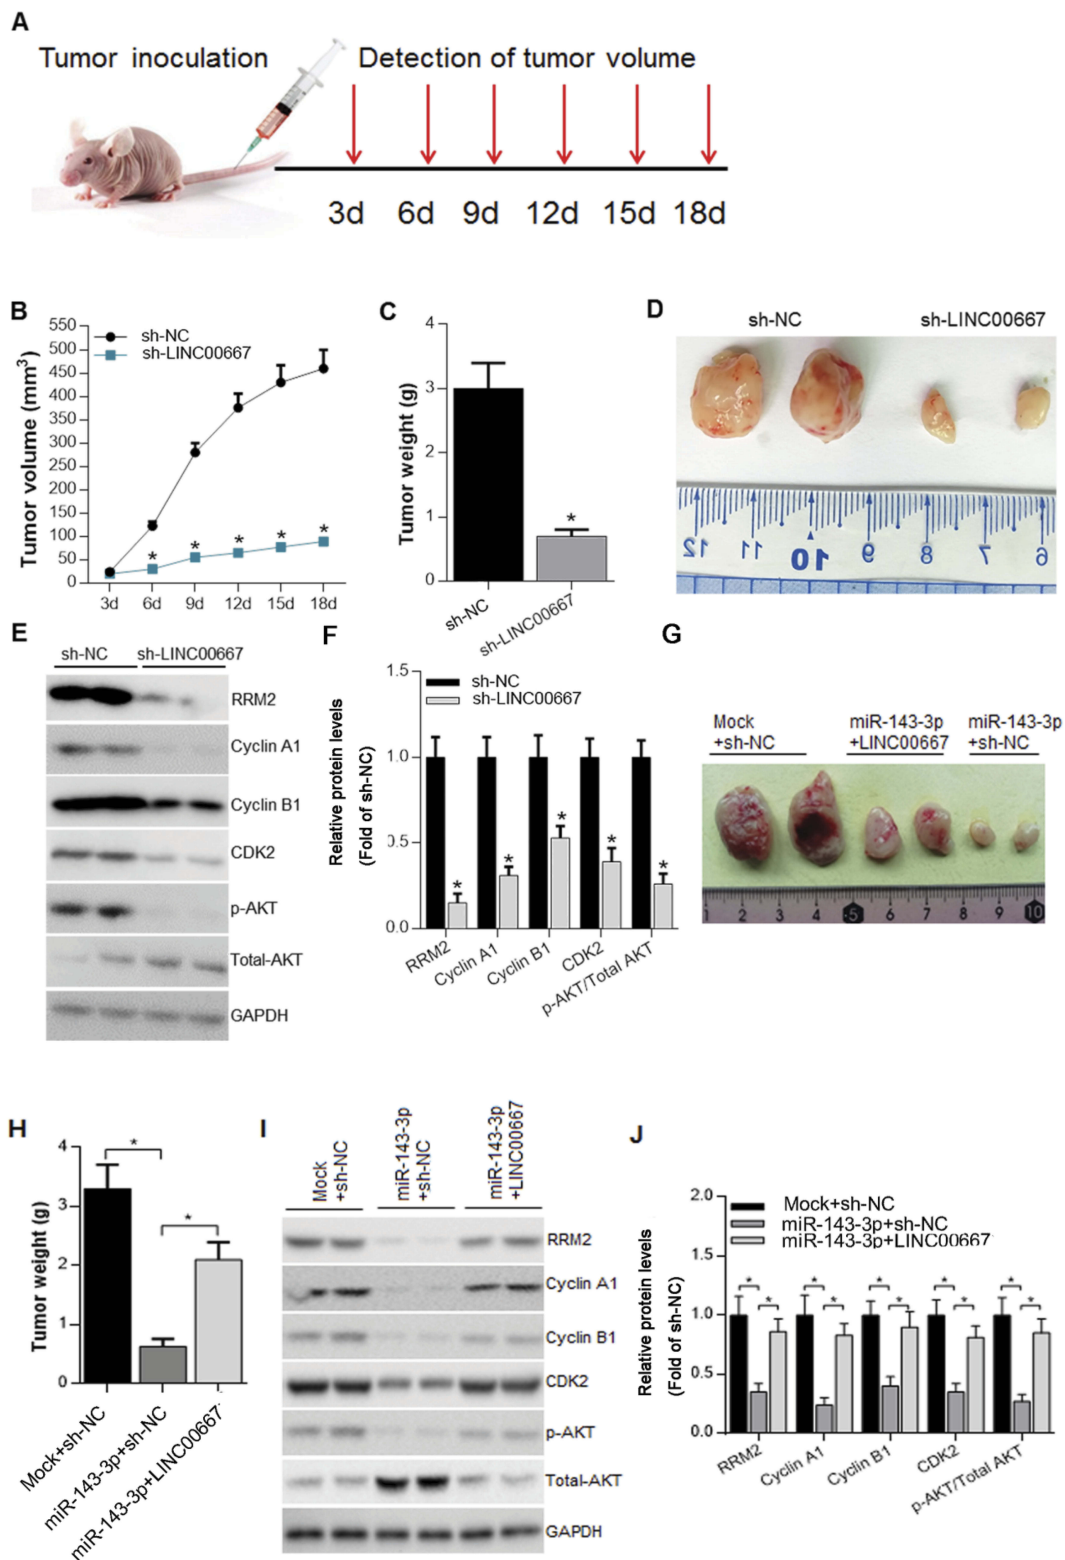 A
Tumor inoculation
Detection of tumor volume
3d 6d 9d 12d 15d 18d
B
Tumor volume (mm3)
550
500
450
400
350
300
250
200
150
100
50
0
sh-NC
sh-LINC00667
* * * * *
3d 6d 9d 12d 15d 18d
C
Tumor weight (g)
4
3
2
1
0
*
sh-NC
sh-LINC00667
D
sh-NC sh-LINC00667
12 11 10 9 8 7 6
E
sh-NC sh-LINC00667
RRM2
Cyclin A1
Cyclin B1
CDK2
p-AKT
Total-AKT
GAPDH
F
Relative protein levels
(Fold of sh-NC)
1.5
1.0
0.5
0.0
sh-NC
sh-LINC00667
* * * * *
RRM2
Cyclin A1
Cyclin B1
CDK2
p-AKT/Total AKT
G
Mock
+sh-NC
miR-143-3p
+LINC00667
miR-143-3p
+sh-NC
1 2 3 4 5 6 7 8 9 10
H
Tumor weight (g)
4
3
2
1
0
*
*
Mock+sh-NC
miR-143-3p+sh-NC
miR-143-3p+LINC00667
I
Mock
+sh-NC
miR-143-3p
+sh-NC
miR-143-3p
+LINC00667
RRM2
Cyclin A1
Cyclin B1
CDK2
p-AKT
Total-AKT
GAPDH
J
Relative protein levels
(Fold of sh-NC)
2.0
1.5
1.0
0.5
0.0
Mock+sh-NC
miR-143-3p+sh-NC
miR-143-3p+LINC00667
* * * * * * * * * *
RRM2
Cyclin A1
Cyclin B1
CDK2
p-AKT/Total AKT